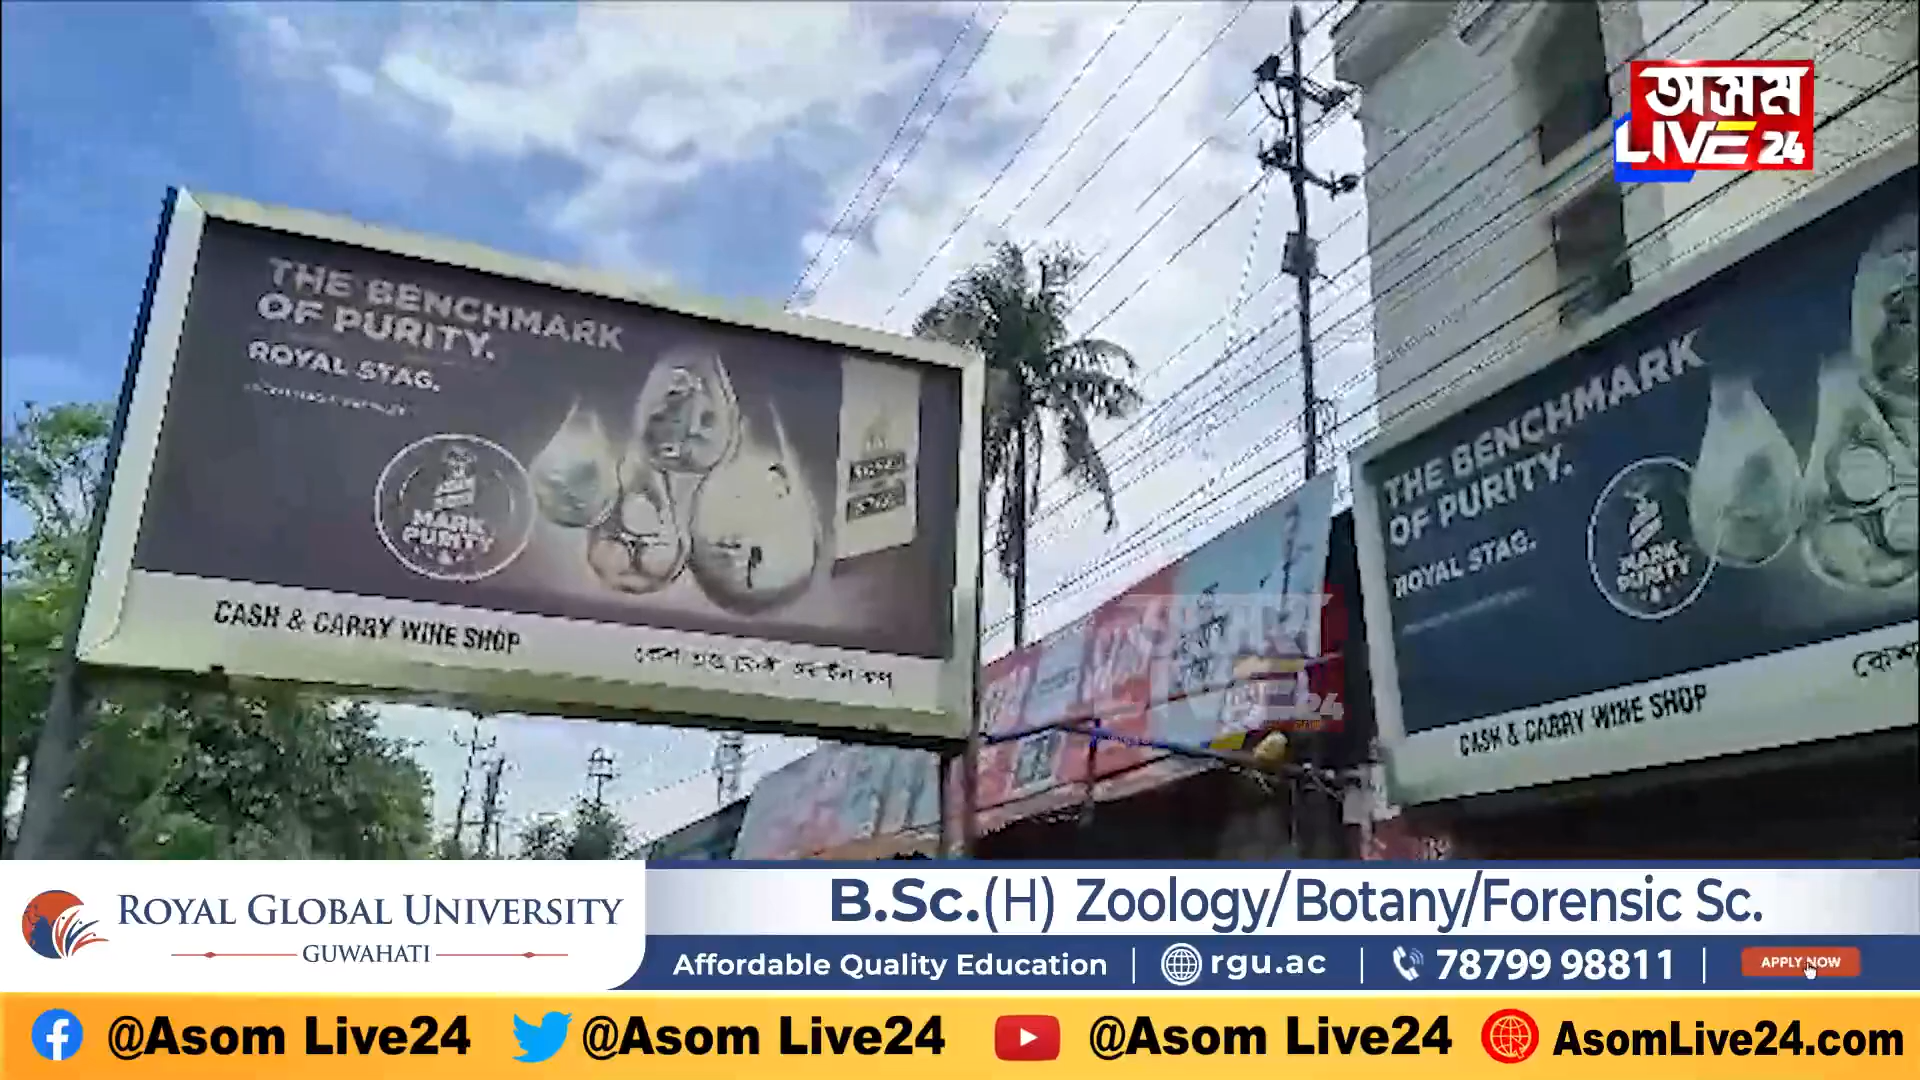 অসম
LIVE 24
THE BENCHMARK
OF PURITY.
ROYAL STAG.
MARK
PURITY
CASH & CARRY WINE SHOP
THE BENCHMARK
OF PURITY.
ROYAL STAG.
MARK
PURITY
CASH & CARRY WINE SHOP
ROYAL GLOBAL UNIVERSITY
GUWAHATI
B.Sc.(H) Zoology/Botany/Forensic Sc.
Affordable Quality Education | rgu.ac | 78799 98811 | APPLY NOW
@Asom Live24 @Asom Live24 @Asom Live24 AsomLive24.com